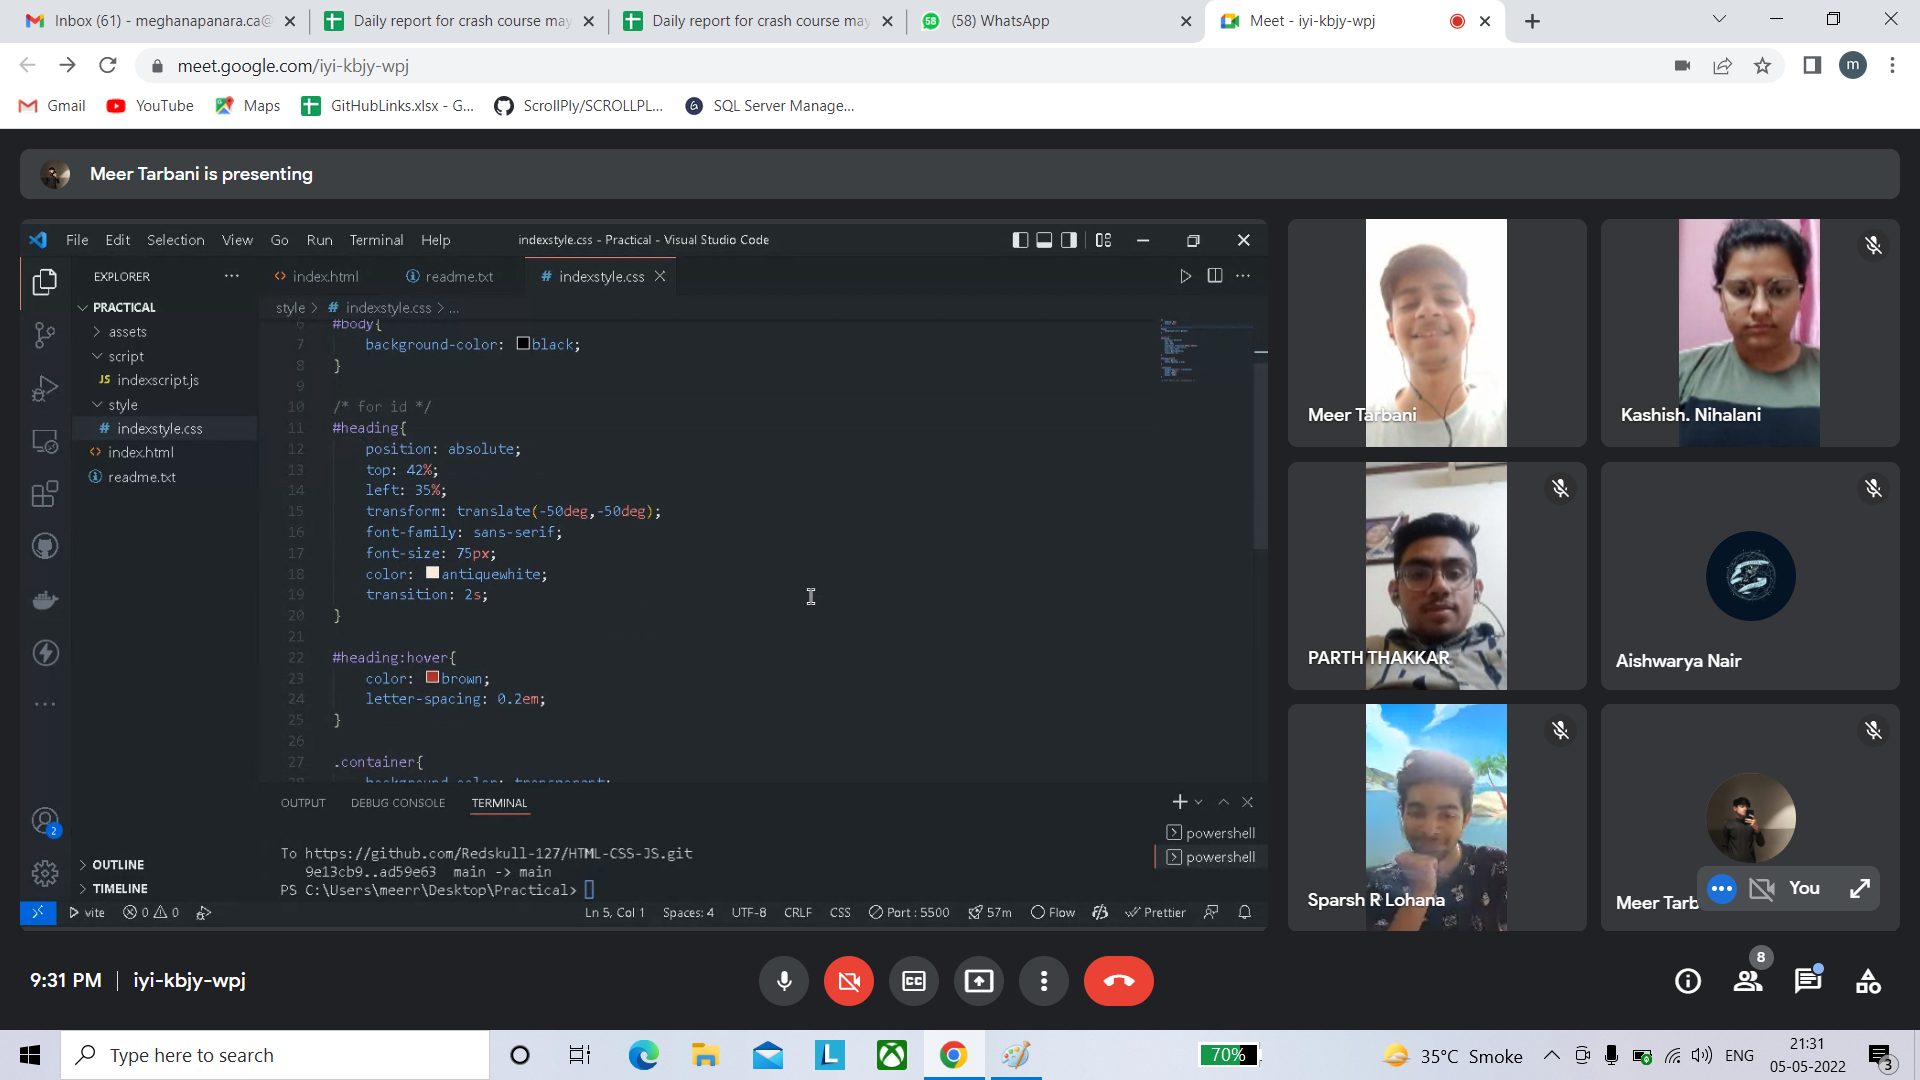 Inbox (61) - meghanapanara.ca@
Daily report for crash course may
Daily report for crash course may
58
(58) WhatsApp
Meet - iyi-kbjy-wpj
meet.google.com/iyi-kbjy-wpj
m
Gmail
YouTube
Maps
GitHubLinks.xlsx - G...
ScrollPly/SCROLLPL...
SQL Server Manage...
Meer Tarbani is presenting
File Edit Selection View Go Run Terminal Help
indexstyle.css - Practical - Visual Studio Code
EXPLORER
index.html
readme.txt
# indexstyle.css
PRACTICAL
assets
script
JS indexscript.js
style
# indexstyle.css
index.html
readme.txt
style > # indexstyle.css > ...
6 #body{
7 background-color: black;
8 }
9
10 /* for id */
11 #heading{
12 position: absolute;
13 top: 42%;
14 left: 35%;
15 transform: translate(-50deg,-50deg);
16 font-family: sans-serif;
17 font-size: 75px;
18 color: antiquewhite;
19 transition: 2s;
20 }
21
22 #heading:hover{
23 color: brown;
24 letter-spacing: 0.2em;
25 }
26
27 .container{
28 background-color: transparent;
OUTPUT DEBUG CONSOLE TERMINAL
powershell
powershell
To https://github.com/Redskull-127/HTML-CSS-JS.git
9e13cb9..ad59e63 main -> main
PS C:\Users\meerr\Desktop\Practical>
2
OUTLINE
TIMELINE
vite 0 0
Ln 5, Col 1 Spaces: 4 UTF-8 CRLF CSS Port : 5500 57m Flow Prettier
Meer Tarbani
Kashish. Nihalani
PARTH THAKKAR
Aishwarya Nair
Sparsh R Lohana
Meer Tarb
You
9:31 PM | iyi-kbjy-wpj
CC
8
Type here to search
L
70%
35°C Smoke
ENG
21:31
05-05-2022
3